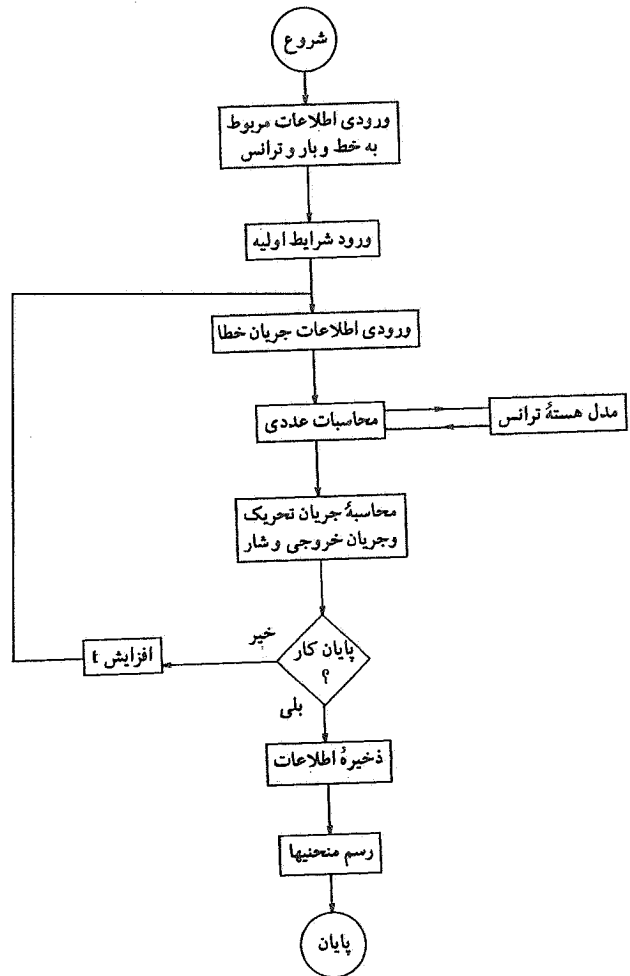 شروع
ورودی اطلاعات مربوط
به خط و بار و ترانس
ورود شرایط اولیه
ورودی اطلاعات جریان خطا
محاسبات عددی
مدل هستهٔ ترانس
محاسبهٔ جریان تحریک
وجریان خروجی و شار
پایان کار
؟
خیر
افزایش t
بلی
ذخیرهٔ اطلاعات
رسم منحنیها
پایان